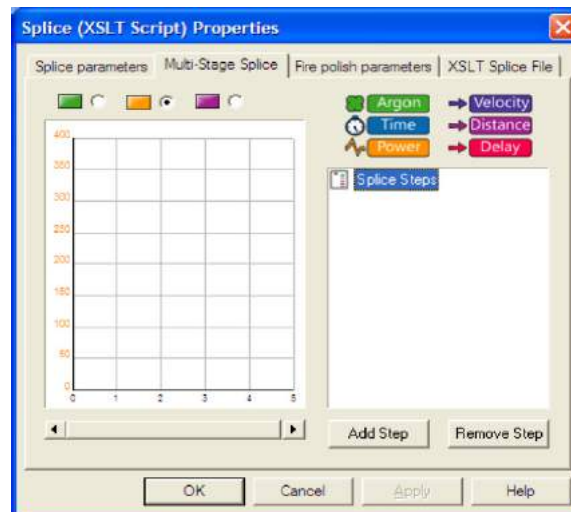 Splice (XSLT Script) Properties
Splice parameters Multi-Stage Splice Fire polish parameters XSLT Splice File
Argon Velocity
Time Distance
Power Delay
400
350
300
250
200
150
100
50
0
0 1 2 3 4 5
Splice Steps
Add Step Remove Step
OK Cancel Apply Help